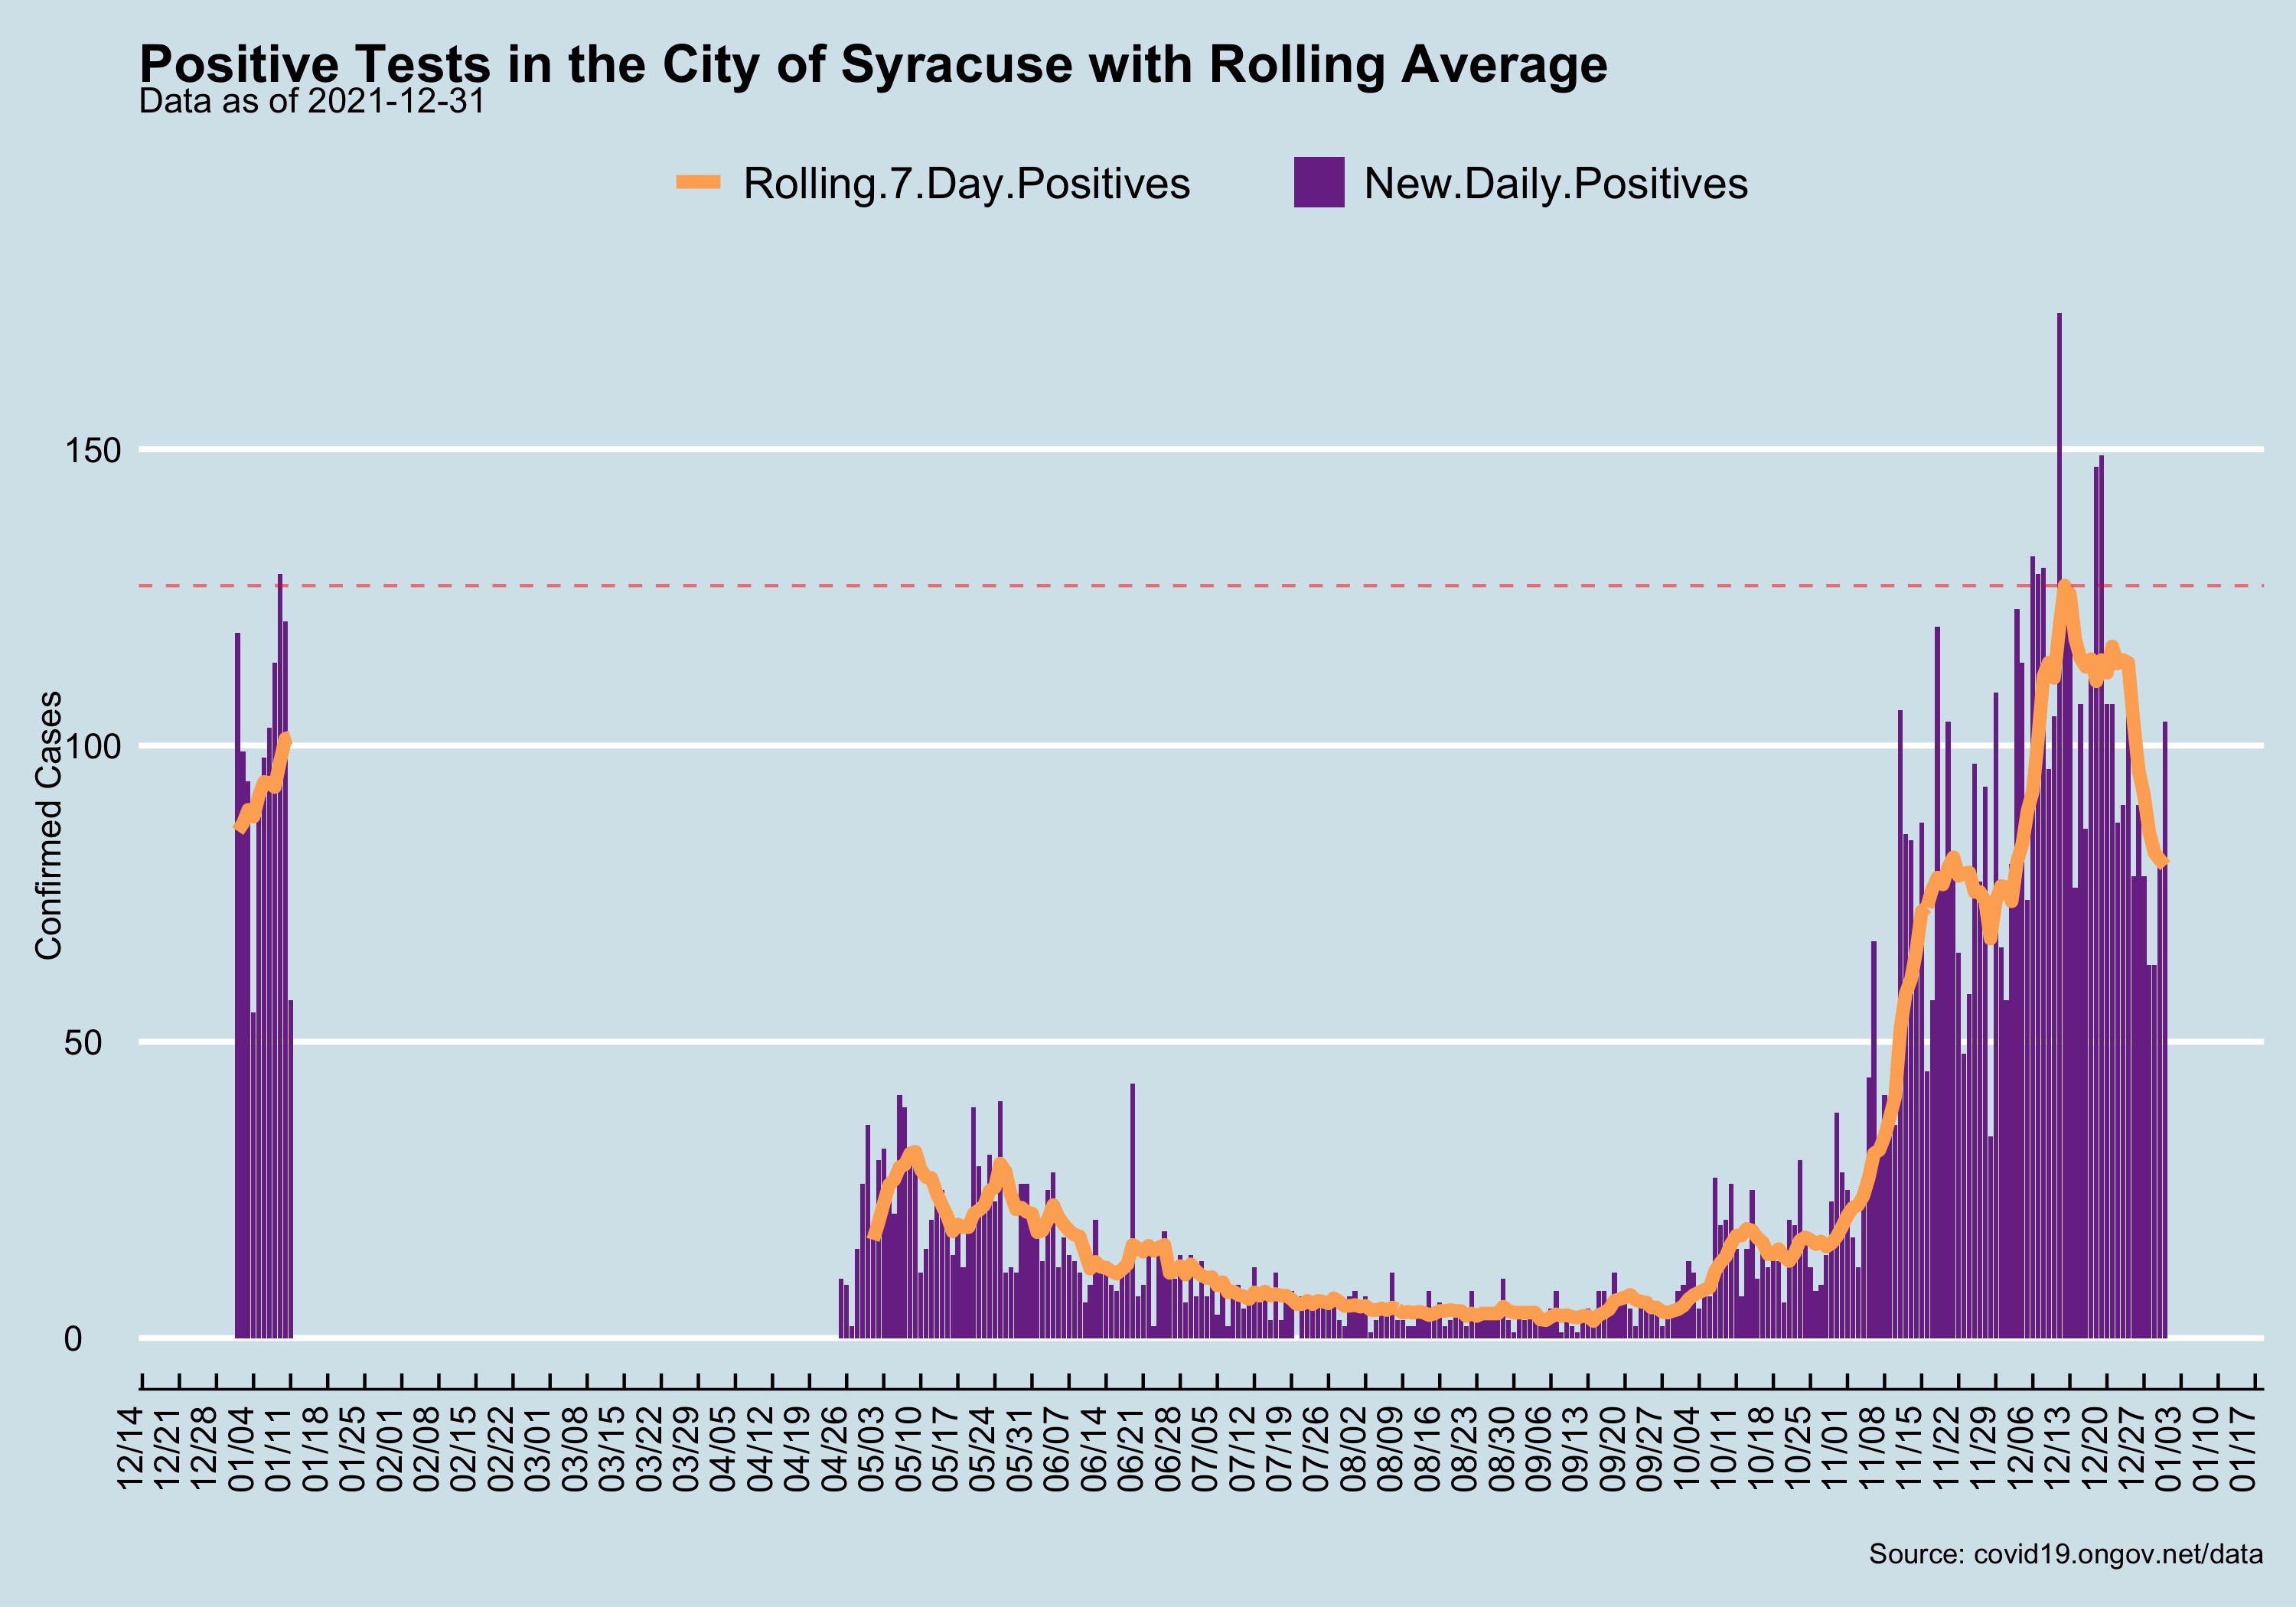 Positive Tests in the City of Syracuse with Rolling Average
Data as of 2021-12-31
Rolling.7.Day.Positives New.Daily.Positives
Confirmed Cases
150
100
50
0
12/14 12/21 12/28 01/04 01/11 01/18 01/25 02/01 02/08 02/15 02/22 03/01 03/08 03/15 03/22 03/29 04/05 04/12 04/19 04/26 05/03 05/10 05/17 05/24 05/31 06/07 06/14 06/21 06/28 07/05 07/12 07/19 07/26 08/02 08/09 08/16 08/23 08/30 09/06 09/13 09/20 09/27 10/04 10/11 10/18 10/25 11/01 11/08 11/15 11/22 11/29 12/06 12/13 12/20 12/27 01/03 01/10 01/17
Source: covid19.ongov.net/data